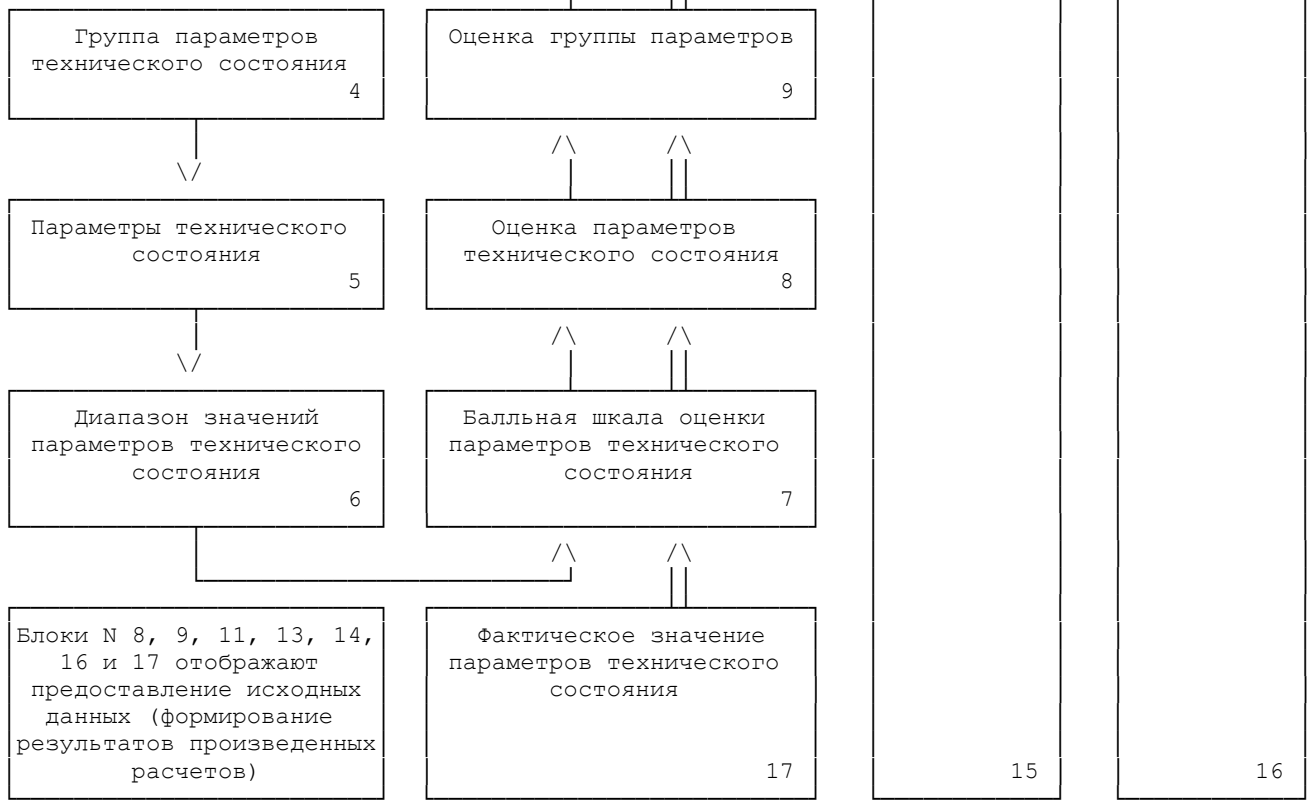 Группа параметров
технического состояния
4
Оценка группы параметров
9
Параметры технического
состояния
5
Оценка параметров
технического состояния
8
Диапазон значений
параметров технического
состояния
6
Балльная шкала оценки
параметров технического
состояния
7
Блоки N 8, 9, 11, 13, 14,
16 и 17 отображают
предоставление исходных
данных (формирование
результатов произведенных
расчетов)
Фактическое значение
параметров технического
состояния
17
15
16